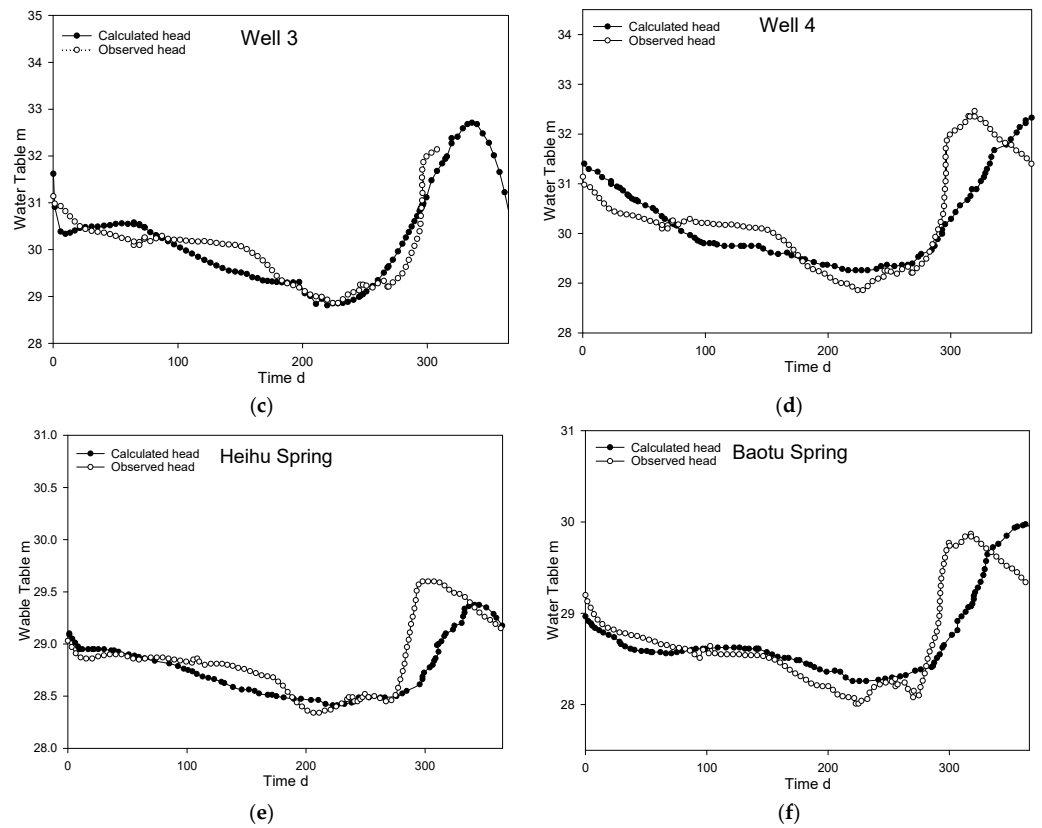 35
34
33
32
31
30
29
28
Water Table m
Calculated head
Observed head
Well 3
0
100
200
300
Time d
(c)
34
33
32
31
30
29
28
Water Table m
Calculated head
Observed head
Well 4
0
100
200
300
Time d
(d)
31.0
30.5
30.0
29.5
29.0
28.5
28.0
Wable Table m
Calculated head
Observed head
Heihu Spring
0
100
200
300
Time d
(e)
31
30
29
28
Water Table m
Calculated head
Observed head
Baotu Spring
0
100
200
300
Time d
(f)